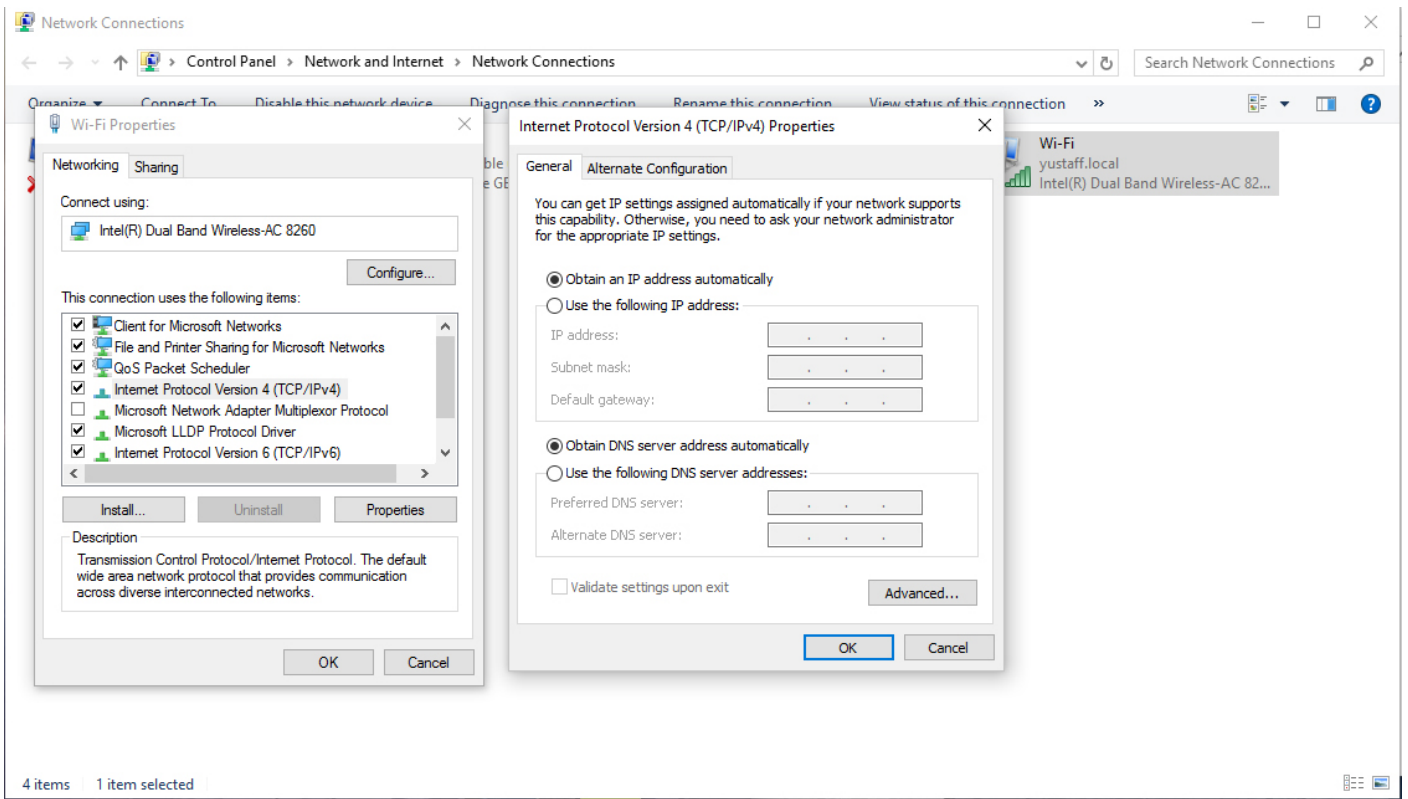 Network Connections
Control Panel > Network and Internet > Network Connections
Search Network Connections
Organize Connect To Disable this network device Diagnose this connection Rename this connection View status of this connection »
Wi-Fi Properties
Networking Sharing
Connect using:
Intel(R) Dual Band Wireless-AC 8260
Configure...
This connection uses the following items:
Client for Microsoft Networks
File and Printer Sharing for Microsoft Networks
QoS Packet Scheduler
Internet Protocol Version 4 (TCP/IPv4)
Microsoft Network Adapter Multiplexor Protocol
Microsoft LLDP Protocol Driver
Internet Protocol Version 6 (TCP/IPv6)
Install... Uninstall Properties
Description
Transmission Control Protocol/Internet Protocol. The default
wide area network protocol that provides communication
across diverse interconnected networks.
OK Cancel
Internet Protocol Version 4 (TCP/IPv4) Properties
General Alternate Configuration
You can get IP settings assigned automatically if your network supports
this capability. Otherwise, you need to ask your network administrator
for the appropriate IP settings.
Obtain an IP address automatically
Use the following IP address:
IP address: . . .
Subnet mask: . . .
Default gateway: . . .
Obtain DNS server address automatically
Use the following DNS server addresses:
Preferred DNS server: . . .
Alternate DNS server: . . .
Validate settings upon exit
Advanced...
OK Cancel
Wi-Fi
yustaff.local
Intel(R) Dual Band Wireless-AC 82...
4 items 1 item selected